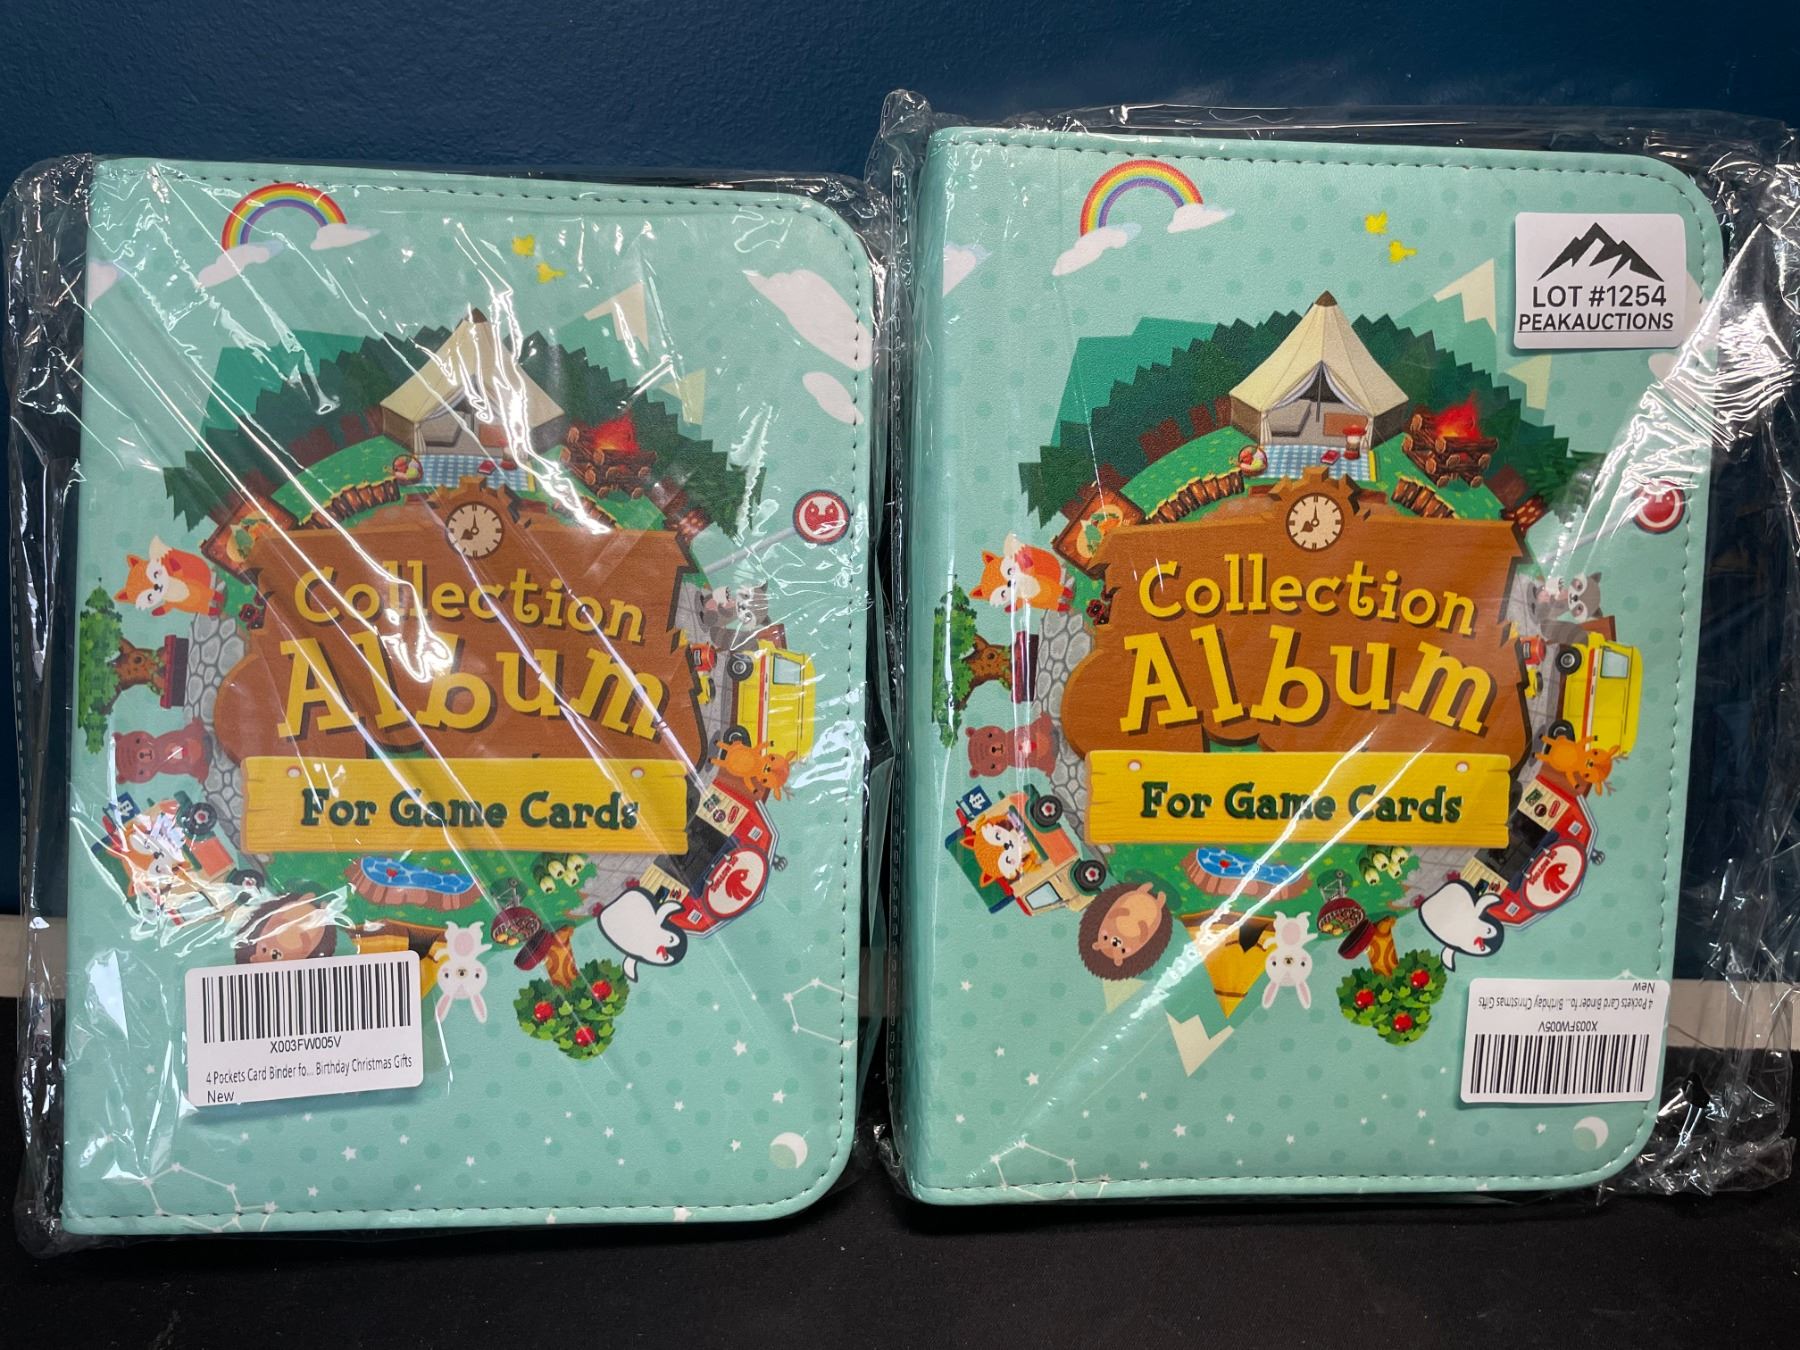 Collection
Album
For Game Cards
X003FW005V
4 Pockets Card Binder fo... Birthday Christmas Gifts
New
LOT #1254
PEAKAUCTIONS
Collection
Album
For Game Cards
X003FW005V
4 Pockets Card Binder fo... Birthday Christmas Gifts
New